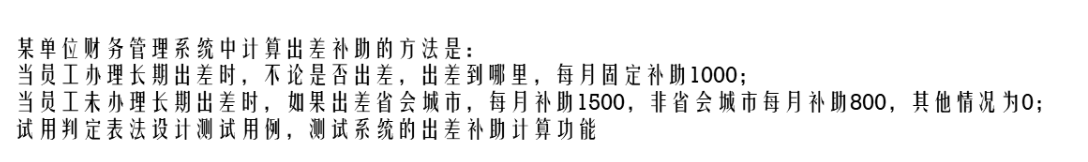 某单位财务管理系统中计算出差补助的方法是：
当员工办理长期出差时，不论是否出差，出差到哪里，每月固定补助1000；
当员工未办理长期出差时，如果出差省会城市，每月补助1500，非省会城市每月补助800，其他情况为0；
试用判定表法设计测试用例，测试系统的出差补助计算功能